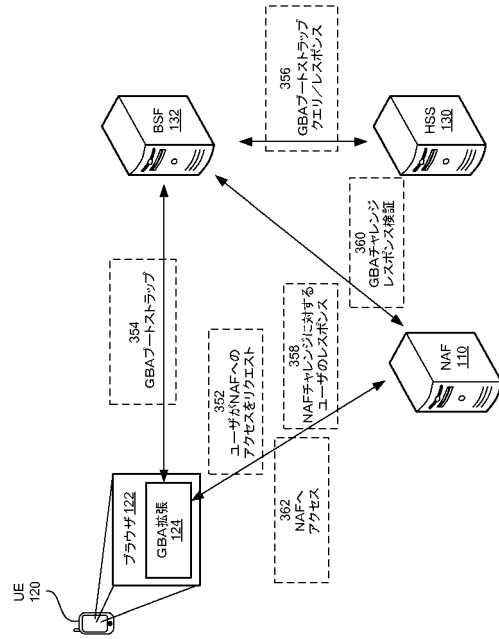 UE
120
ブラウザ122
GBA拡張
124
354
GBAブートストラップ
BSF
132
352
ユーザがNAFへの
アクセスをリクエスト
356
GBAブートストラップ
クエリ／レスポンス
358
NAFチャレンジに対する
ユーザのレスポンス
362
NAFへ
アクセス
360
GBAチャレンジ
レスポンス検証
NAF
110
HSS
130